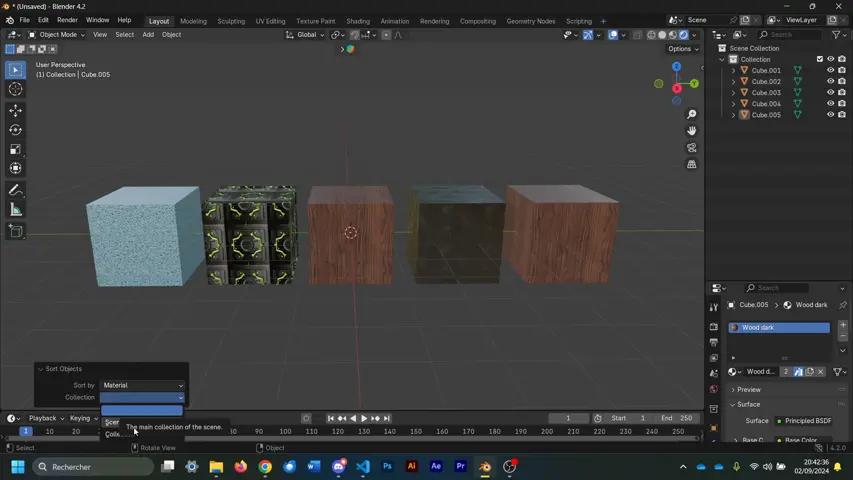 * (Unsaved) - Blender 4.2
File Edit Render Window Help Layout Modeling Sculpting UV Editing Texture Paint Shading Animation Rendering Compositing Geometry Nodes Scripting Scene ViewLayer
Object Mode View Select Add Object Global Search
Options
User Perspective
(1) Collection | Cube.005
Z
Y
X
Scene Collection
Collection
Cube.001
Cube.002
Cube.003
Cube.004
Cube.005
Search
Cube.005 Wood dark
Wood dark
Wood d... 2
Preview
Surface
Surface Principled BSDF
Base Color
Sort Objects
Sort by Material
Collection
The main collection of the scene.
Playback Keying 1 Start 1 End 250
1 70 80 90 100 110 120 130 140 150 160 170 180 190 200 210 220 230 240 250
Select Rotate View Object 4.2.0
Rechercher
20:42:36
02/09/2024